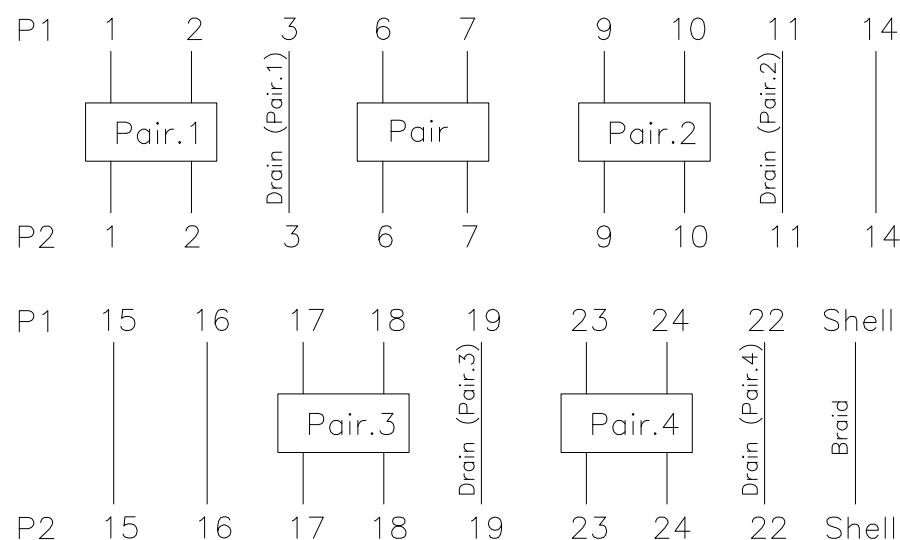 P1 1 2 3 6 7 9 10 11 14
Drain (Pair.1)
Drain (Pair.2)
Pair.1 Pair Pair.2
P2 1 2 3 6 7 9 10 11 14
P1 15 16 17 18 19 23 24 22 Shell
Drain (Pair.3)
Drain (Pair.4)
Braid
Pair.3 Pair.4
P2 15 16 17 18 19 23 24 22 Shell